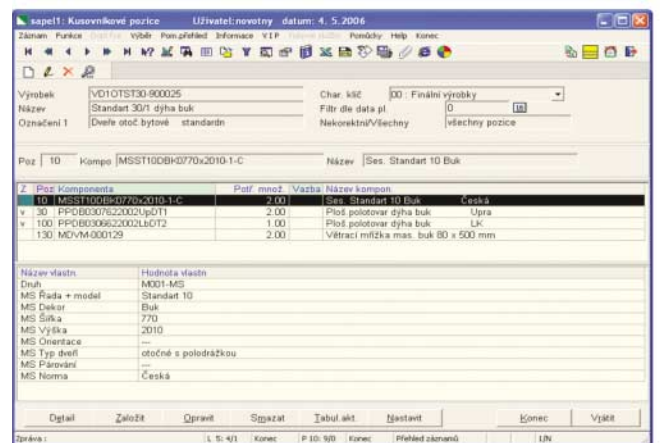 sapel1: Kusovníkové pozice Uživatel:novotny datum: 4. 5.2006
Záznam Funkce Výběr Pom.přehled Informace V I P Pomůcky Help Konec
Výrobek VD1OTST30-900025 Char. klíč 00 : Finální výrobky
Název Standart 30/1 dýha buk Filtr dle data pl. 0
Označení 1 Dveře otoč.bytové standardn Nekorektní/Všechny všechny pozice
Poz 10 Kompo MSST10DBK0770x2010-1-C Název Ses. Standart 10 Buk
Z Poz Komponenta Potř. množ. Vazba Název kompon.
10 MSST10DBK0770x2010-1-C 2.00 Ses. Standart 10 Buk Česká
v 30 PPDB0307622002UpDT1 2.00 Ploš.polotovar dýha buk Upra
v 100 PPDB0306622002LbDT2 1.00 Ploš.polotovar dýha buk LK
130 MDVM-000129 2.00 Větrací mřížka mas. buk 80 x 500 mm
Název vlastn. Hodnota vlastn
Druh M001-MS
MS Řada + model Standart 10
MS Dekor Buk
MS Šířka 770
MS Výška 2010
MS Orientace ---
MS Typ dveří otočné s polodrážkou
MS Párování ---
MS Norma Česká
Detail Založit Opravit Smazat Tabul.akt. Nastavit Konec Vrátit
Zpráva : L 5: 4/1 Konec P 10: 9/0 Konec Přehled záznamů 1/N